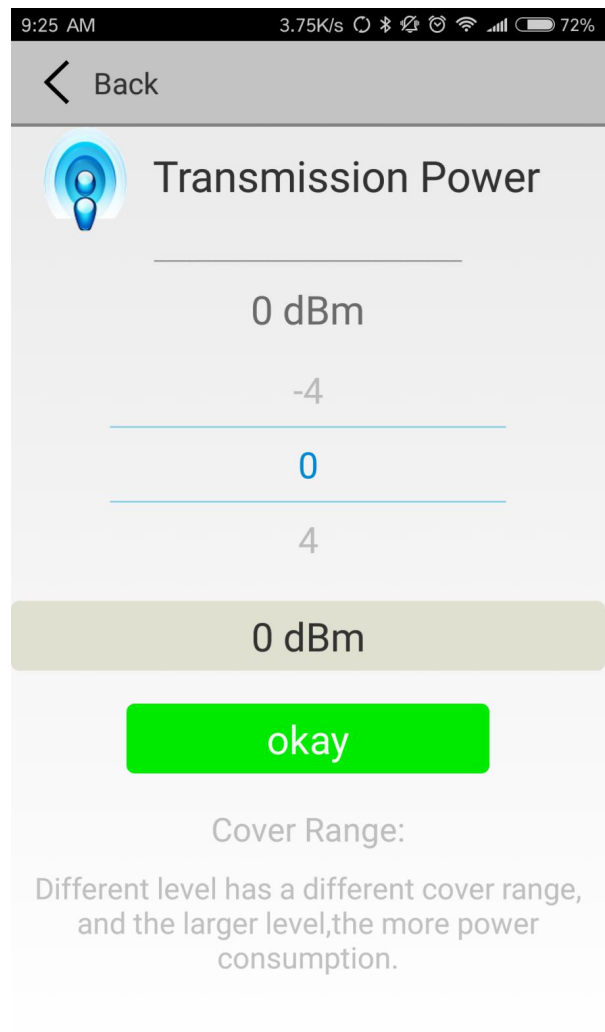 9:25 AM 3.75K/s 72%
Back
Transmission Power
0 dBm
-4
0
4
0 dBm
okay
Cover Range:
Different level has a different cover range,
and the larger level,the more power
consumption.